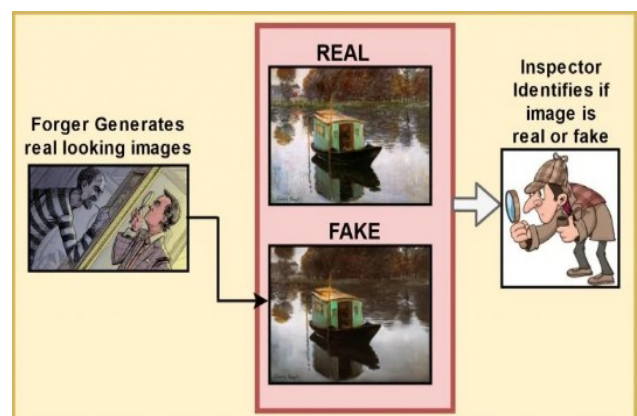 Forger Generates
real looking images
REAL
FAKE
Inspector
Identifies if
image is
real or fake